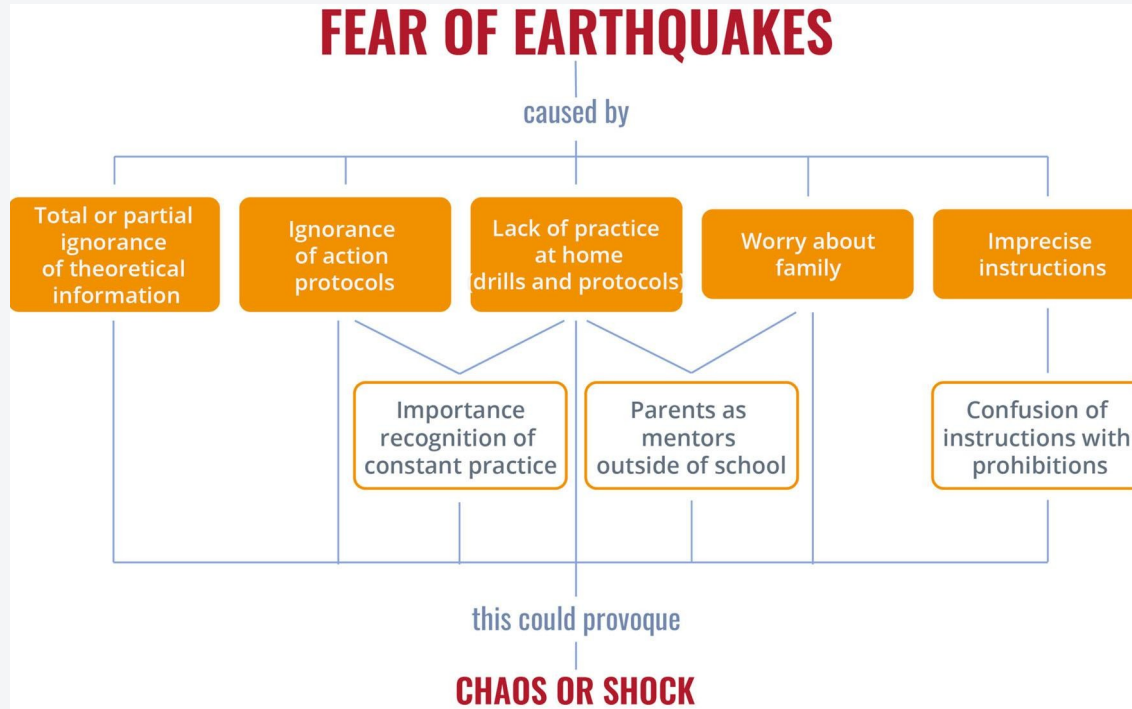 FEAR OF EARTHQUAKES
caused by
Total or partial
ignorance
of theoretical
information
Ignorance
of action
protocols
Lack of practice
at home
(drills and protocols)
Worry about
family
Imprecise
instructions
Importance
recognition of
constant practice
Parents as
mentors
outside of school
Confusion of
instructions with
prohibitions
this could provoque
CHAOS OR SHOCK